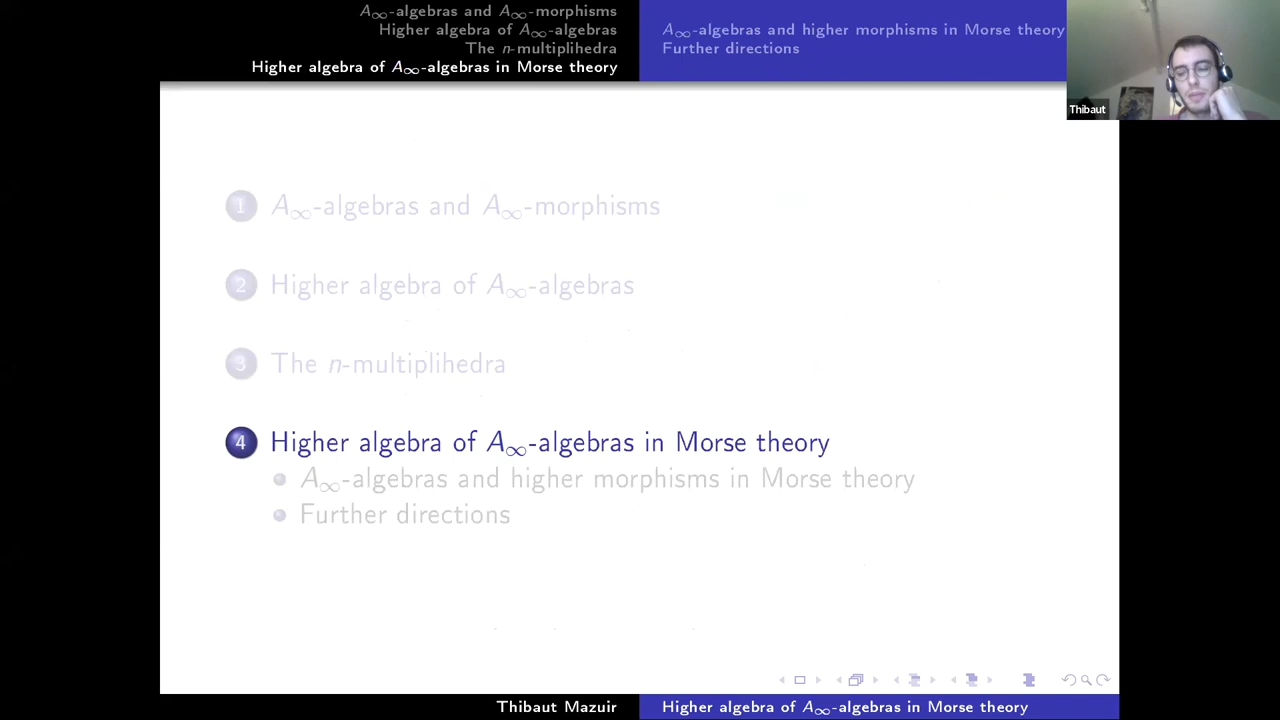 A∞-algebras and A∞-morphisms
Higher algebra of A∞-algebras
The n-multiplihedra
Higher algebra of A∞-algebras in Morse theory
A∞-algebras and higher morphisms in Morse theory
Further directions
Thibaut
1 A∞-algebras and A∞-morphisms
2 Higher algebra of A∞-algebras
3 The n-multiplihedra
4 Higher algebra of A∞-algebras in Morse theory
A∞-algebras and higher morphisms in Morse theory
Further directions
Thibaut Mazuir
Higher algebra of A∞-algebras in Morse theory